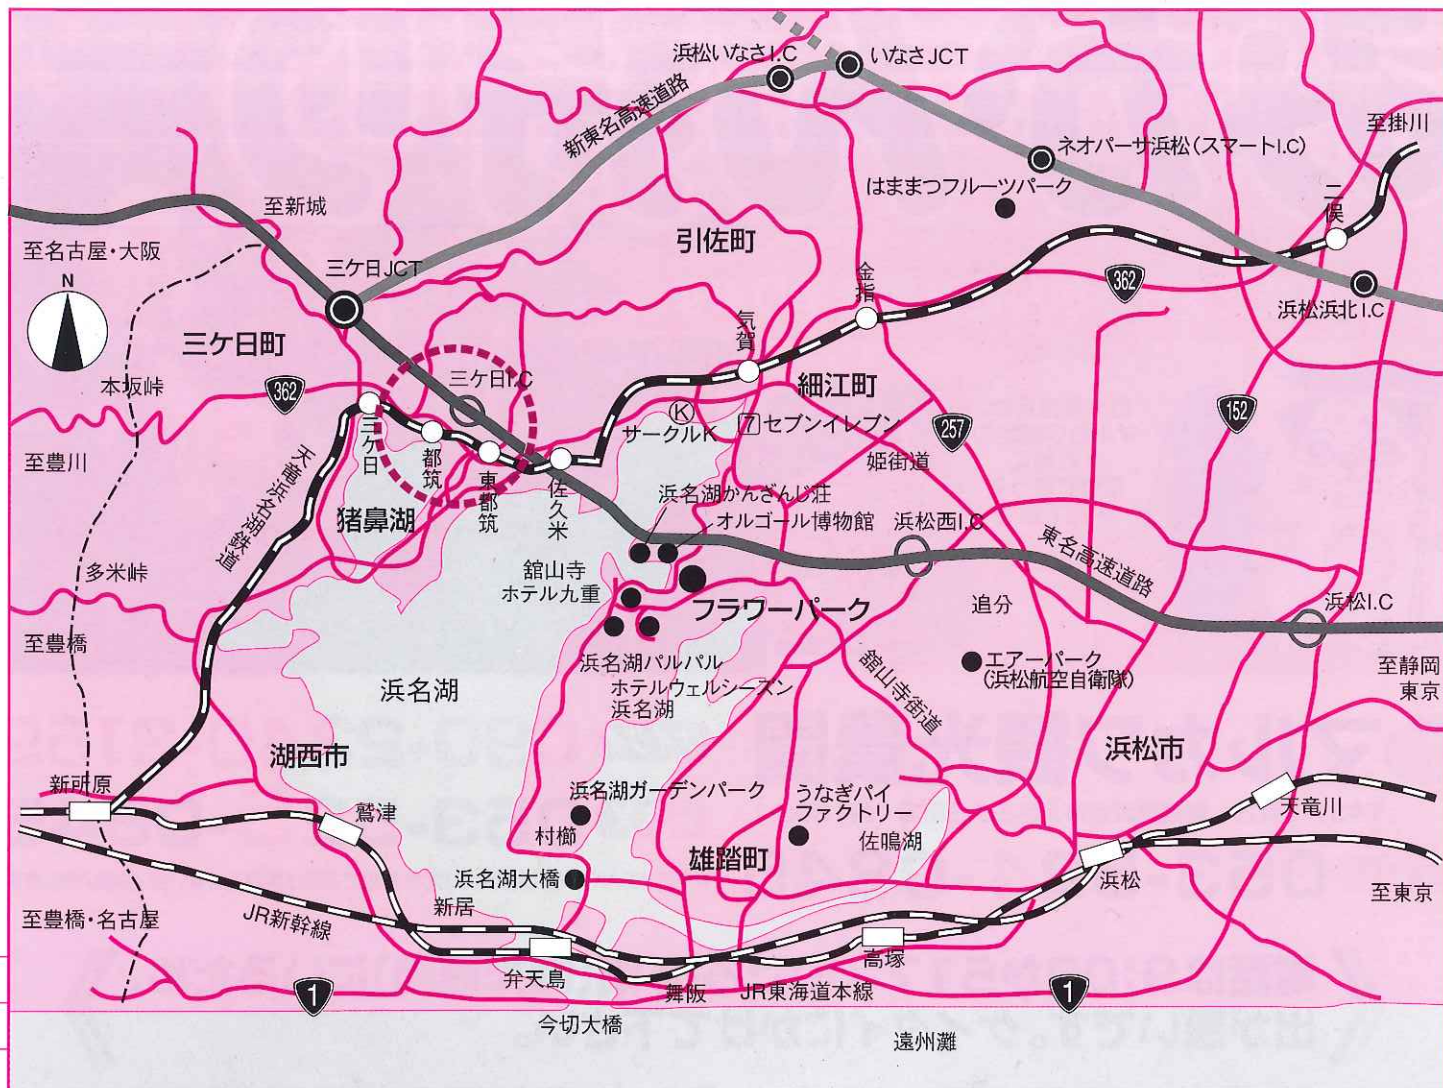 浜松いなさI.C
いなさJCT
新東名高速道路
至掛川
ネオパーサ浜松(スマートI.C)
はままつフルーツパーク
二俣
至新城
至名古屋・大阪
引佐町
N
三ケ日JCT
金指
362
浜松浜北I.C
気賀
三ケ日町
本坂峠
362
三ケ日I.C
細江町
152
K
サークルK
7
セブンイレブン
257
三ケ日
都筑
東都筑
佐久米
姫街道
至豊川
天竜浜名湖鉄道
猪鼻湖
浜名湖かんざんじ荘
オルゴール博物館
浜松西I.C
東名高速道路
多米峠
舘山寺
ホテル九重
フラワーパーク
追分
浜松I.C
至豊橋
浜名湖
浜名湖パルパル
ホテルウェルシーズン
浜名湖
舘山寺街道
エアーパーク
(浜松航空自衛隊)
至静岡
東京
湖西市
浜松市
新所原
鷲津
浜名湖ガーデンパーク
村櫛
うなぎパイ
ファクトリー
佐鳴湖
天竜川
雄踏町
浜名湖大橋
浜松
至豊橋・名古屋
JR新幹線
新居
至東京
弁天島
高塚
1
舞阪
JR東海道本線
1
今切大橋
遠州灘